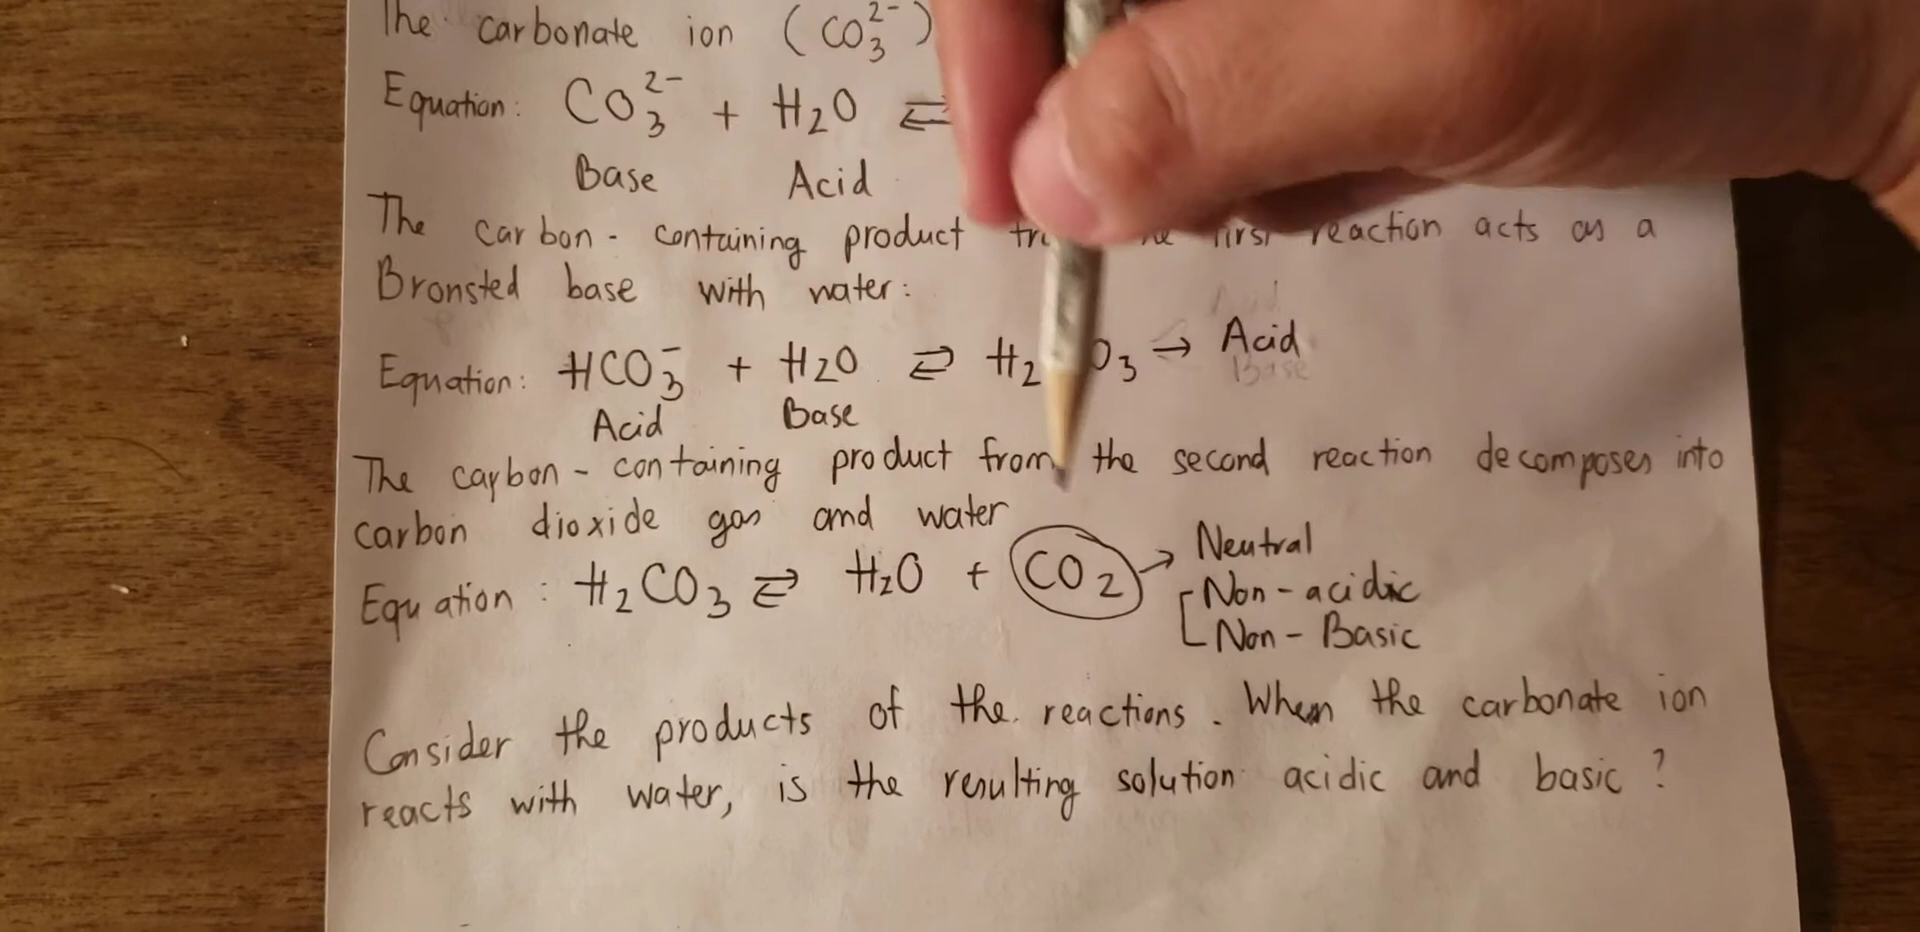 The carbonate ion (CO₃²⁻)
Equation: CO₃²⁻ + H₂O ⇌
Base Acid
The carbon - containing product first reaction acts as a
Bronsted base with water:
Equation: HCO₃⁻ + H₂O ⇌ H₂ O₃ → Acid
Base
Acid Base
The carbon - containing product from the second reaction decomposes into
carbon dioxide gas and water
Equation : H₂CO₃ ⇌ H₂O + CO₂ → Neutral
Non - acidic
Non - Basic
Consider the products of the reactions. When the carbonate ion
reacts with water, is the resulting solution acidic and basic ?